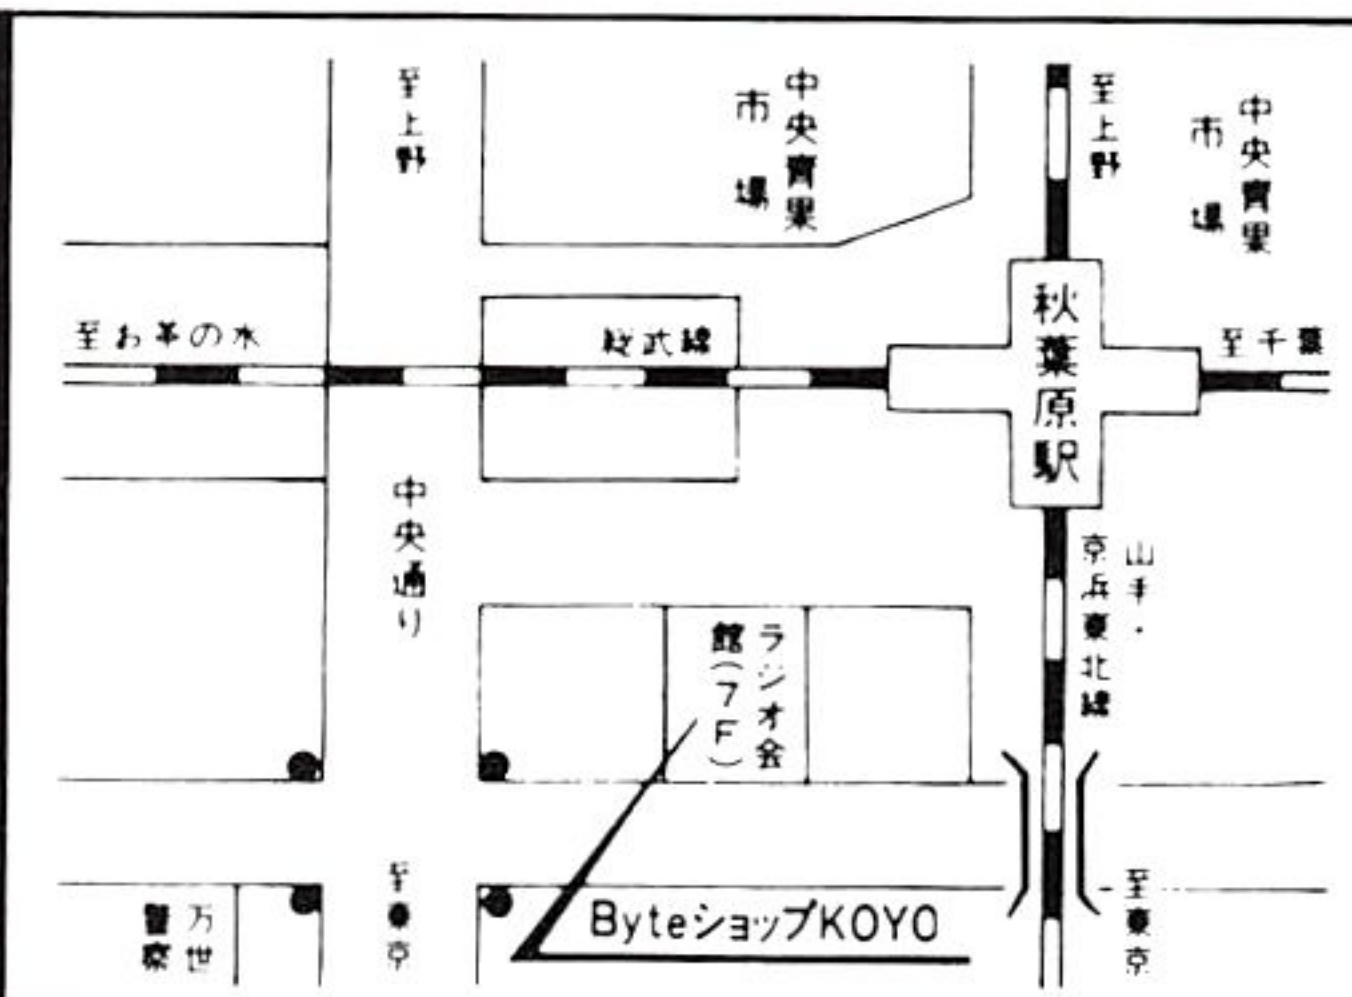 至上野
中央青果
市場
至上野
中央青果
市場
秋葉原駅
至お茶の水
総武線
至千葉
中央通り
山手・
京浜東北線
ラジオ会
館(7F)
至東京
万世
警察
ByteショップKOYO
至東京